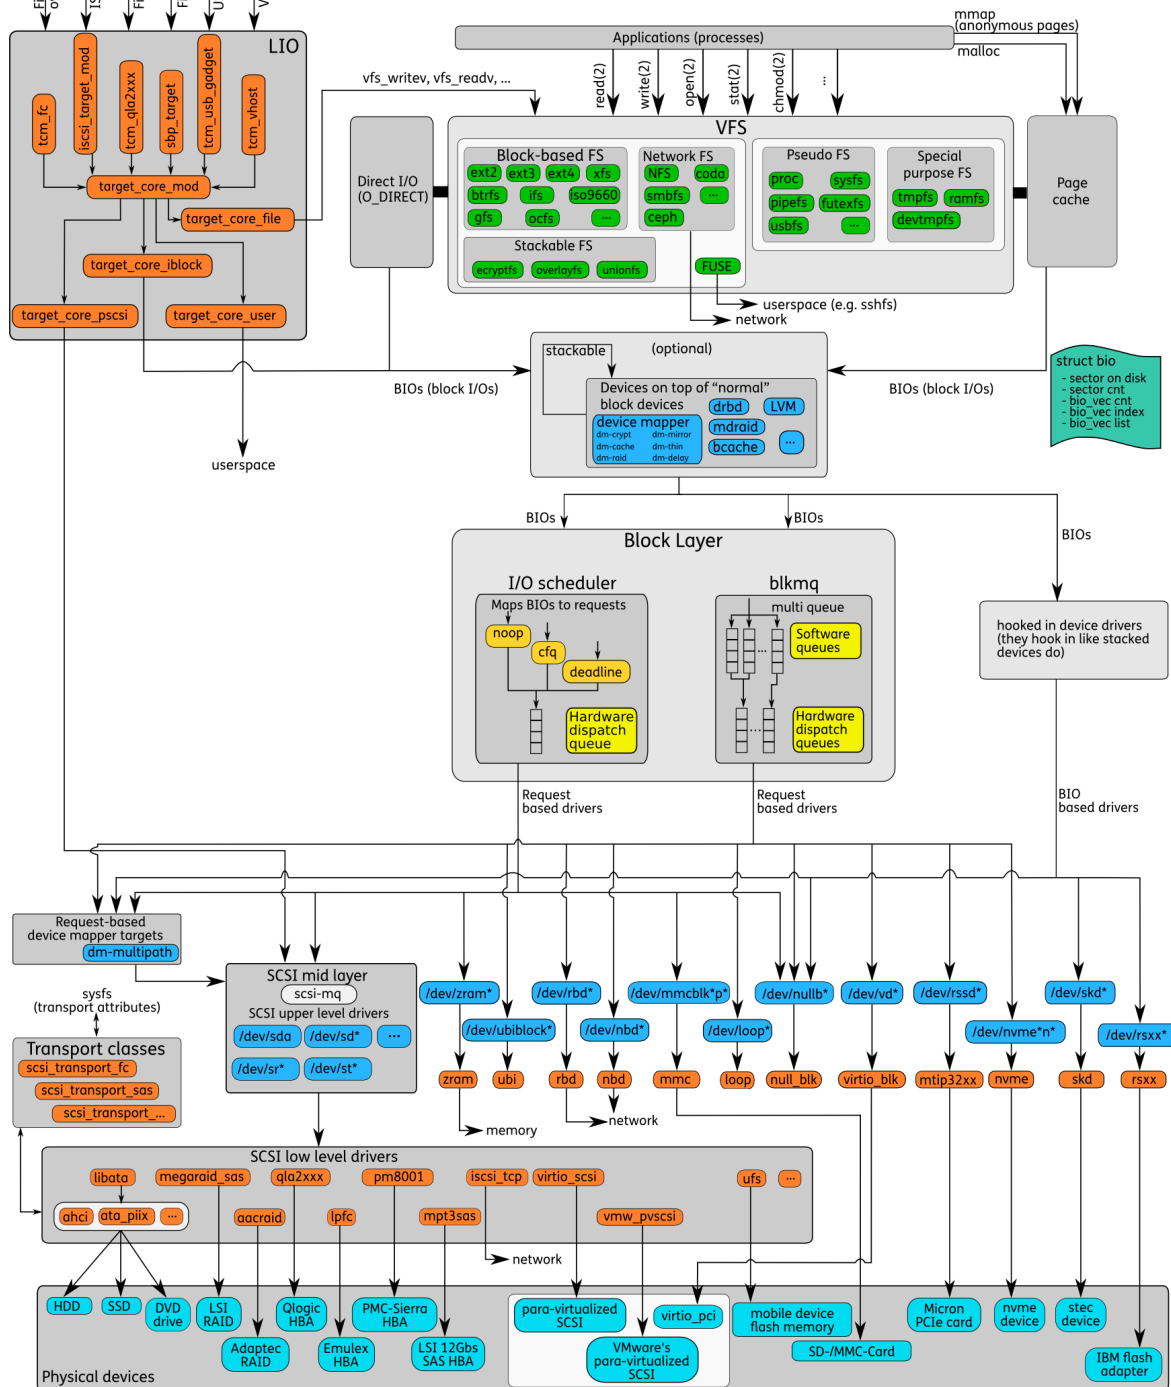 LIO
tcm_fc
iscsi_target_mod
tcm_qla2xxx
sbp_target
tcm_usb_gadget
tcm_vhost
target_core_mod
target_core_file
target_core_iblock
target_core_pscsi
target_core_user
userspace
vfs_writev, vfs_readv, ...
Applications (processes)
mmap
(anonymous pages)
malloc
read(2)
write(2)
open(2)
stat(2)
chmod(2)
...
Direct I/O
(O_DIRECT)
VFS
Block-based FS
ext2
ext3
ext4
xfs
btrfs
ifs
iso9660
gfs
ocfs
...
Network FS
NFS
coda
smbfs
...
ceph
Stackable FS
ecryptfs
overlayfs
unionfs
FUSE
Pseudo FS
proc
sysfs
pipefs
futexfs
usbfs
...
Special
purpose FS
tmpfs
ramfs
devtmpfs
Page
cache
userspace (e.g. sshfs)
network
BIOs (block I/Os)
stackable
(optional)
Devices on top of “normal”
block devices
device mapper
dm-crypt
dm-mirror
dm-cache
dm-thin
dm-raid
dm-delay
drbd
LVM
mdraid
bcache
...
BIOs (block I/Os)
struct bio
- sector on disk
- sector cnt
- bio_vec cnt
- bio_vec index
- bio_vec list
BIOs
BIOs
BIOs
Block Layer
I/O scheduler
Maps BIOs to requests
noop
cfq
deadline
Hardware
dispatch
queue
blkmq
multi queue
...
Software
queues
...
Hardware
dispatch
queues
hooked in device drivers
(they hook in like stacked
devices do)
Request
based drivers
Request
based drivers
BIO
based drivers
Request-based
device mapper targets
dm-multipath
sysfs
(transport attributes)
Transport classes
scsi_transport_fc
scsi_transport_sas
scsi_transport_...
SCSI mid layer
scsi-mq
SCSI upper level drivers
/dev/sda
/dev/sd*
...
/dev/sr*
/dev/st*
/dev/zram*
/dev/rbd*
/dev/mmcblk*p*
/dev/nullb*
/dev/vd*
/dev/rssd*
/dev/skd*
/dev/ubiblock*
/dev/nbd*
/dev/loop*
/dev/nvme*n*
/dev/rsxx*
zram
ubi
rbd
nbd
mmc
loop
null_blk
virtio_blk
mtip32xx
nvme
skd
rsxx
memory
network
SCSI low level drivers
libata
megaraid_sas
qla2xxx
pm8001
iscsi_tcp
virtio_scsi
ufs
...
ahci
ata_piix
...
aacraid
lpfc
mpt3sas
vmw_pvscsi
network
HDD
SSD
DVD
drive
LSI
RAID
Qlogic
HBA
PMC-Sierra
HBA
para-virtualized
SCSI
virtio_pci
mobile device
flash memory
Micron
PCIe card
nvme
device
stec
device
Adaptec
RAID
Emulex
HBA
LSI 12Gbs
SAS HBA
VMware's
para-virtualized
SCSI
SD-/MMC-Card
IBM flash
adapter
Physical devices